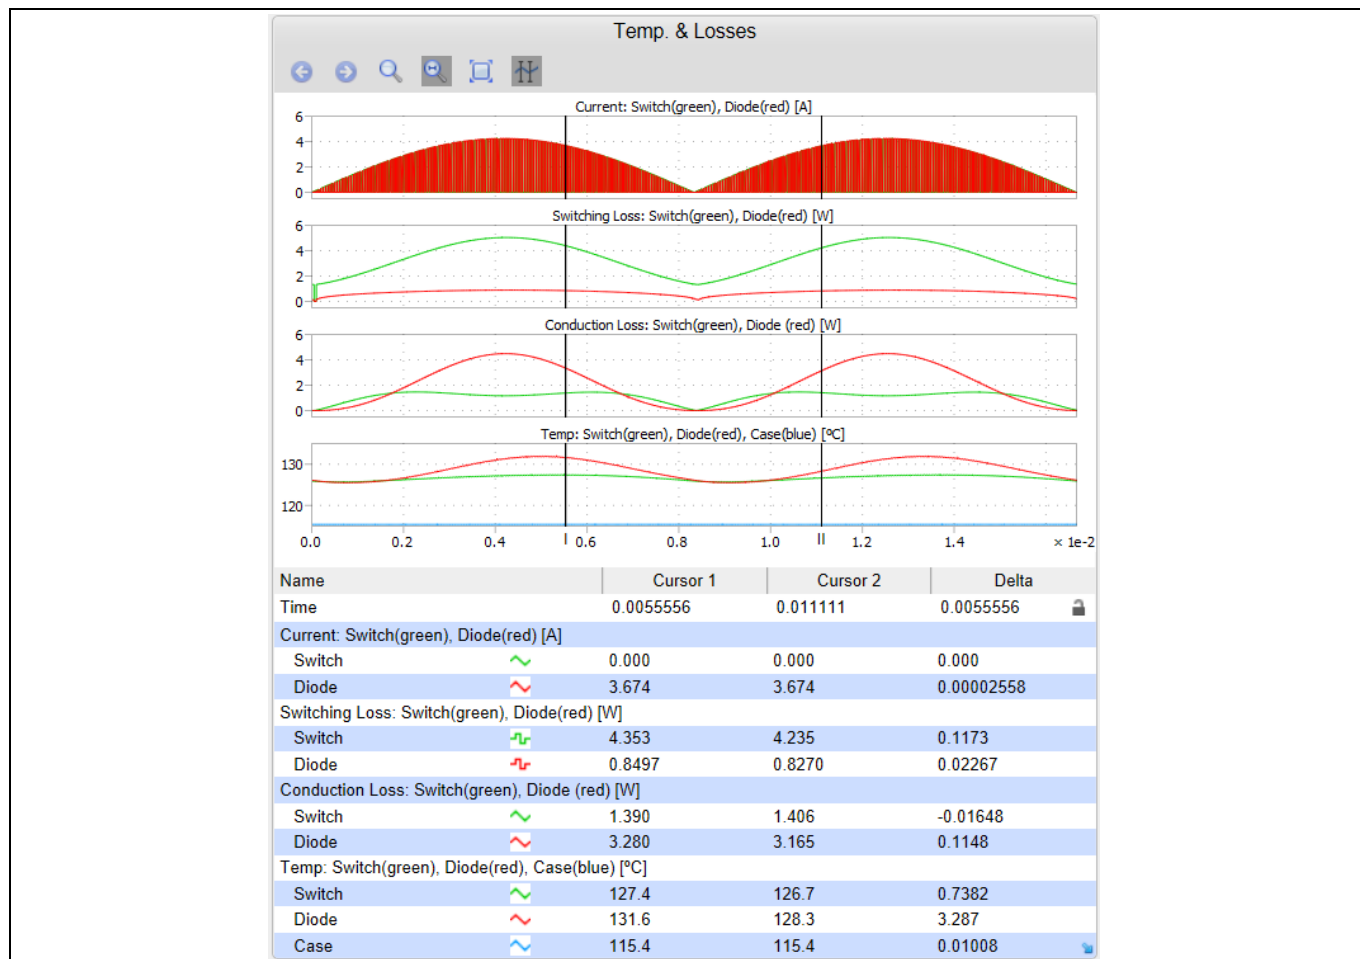 Temp. & Losses
Current: Switch(green), Diode(red) [A]
6
4
2
0
Switching Loss: Switch(green), Diode(red) [W]
6
4
2
0
Conduction Loss: Switch(green), Diode (red) [W]
6
4
2
0
Temp: Switch(green), Diode(red), Case(blue) [ºC]
130
120
0.0 0.2 0.4 I 0.6 0.8 1.0 II 1.2 1.4 × 1e-2
Name Cursor 1 Cursor 2 Delta
Time 0.0055556 0.011111 0.0055556
Current: Switch(green), Diode(red) [A]
Switch 0.000 0.000 0.000
Diode 3.674 3.674 0.00002558
Switching Loss: Switch(green), Diode(red) [W]
Switch 4.353 4.235 0.1173
Diode 0.8497 0.8270 0.02267
Conduction Loss: Switch(green), Diode (red) [W]
Switch 1.390 1.406 -0.01648
Diode 3.280 3.165 0.1148
Temp: Switch(green), Diode(red), Case(blue) [ºC]
Switch 127.4 126.7 0.7382
Diode 131.6 128.3 3.287
Case 115.4 115.4 0.01008